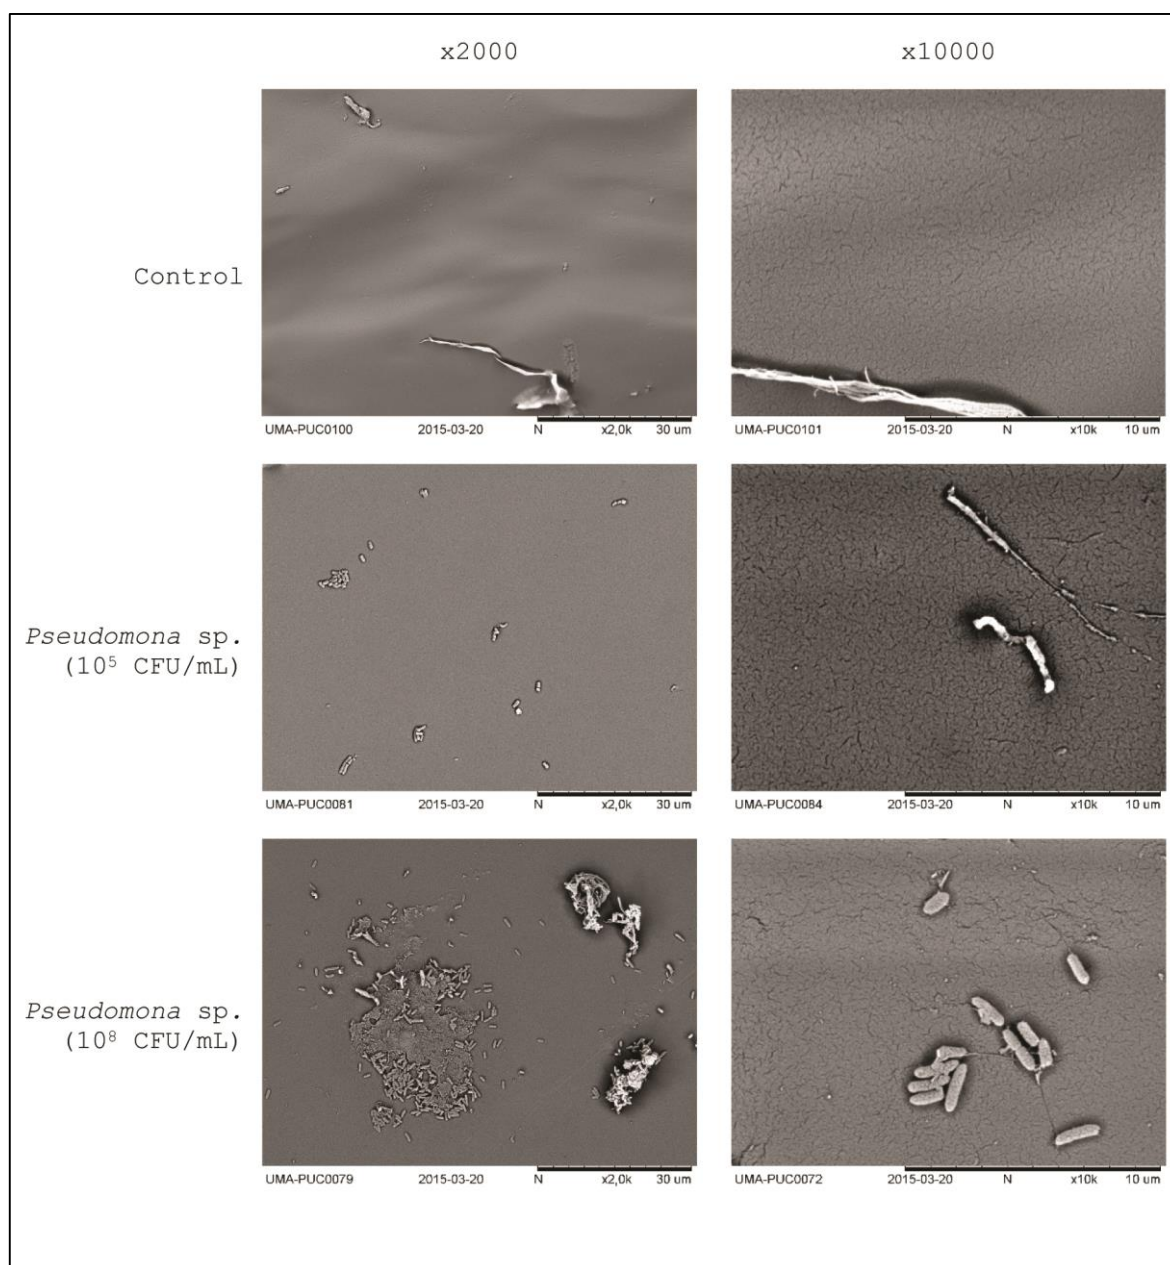 x2000 x10000
Control
UMA-PUC0100 2015-03-20 N x2,0k 30 um
UMA-PUC0101 2015-03-20 N x10k 10 um
Pseudomona sp.
(10⁵ CFU/mL)
UMA-PUC0081 2015-03-20 N x2,0k 30 um
UMA-PUC0084 2015-03-20 N x10k 10 um
Pseudomona sp.
(10⁸ CFU/mL)
UMA-PUC0079 2015-03-20 N x2,0k 30 um
UMA-PUC0072 2015-03-20 N x10k 10 um